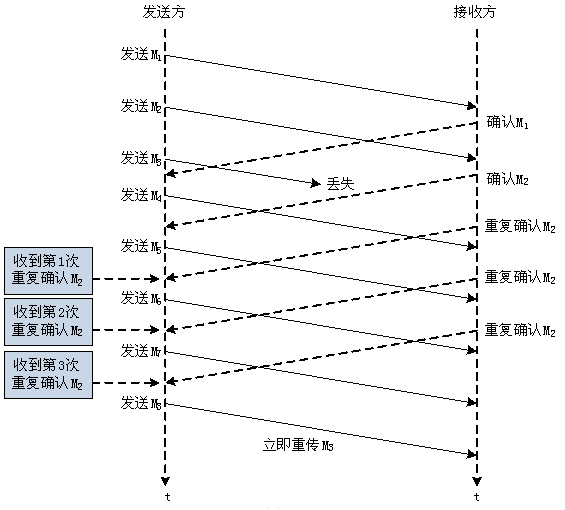 发送方
接收方
发送M₁
发送M₂
确认M₁
发送M₃
丢失
确认M₂
发送M₄
重复确认M₂
发送M₅
收到第1次
重复确认M₂
重复确认M₂
发送M₆
收到第2次
重复确认M₂
重复确认M₂
发送M₇
收到第3次
重复确认M₂
发送M₃
立即重传M₃
t
t